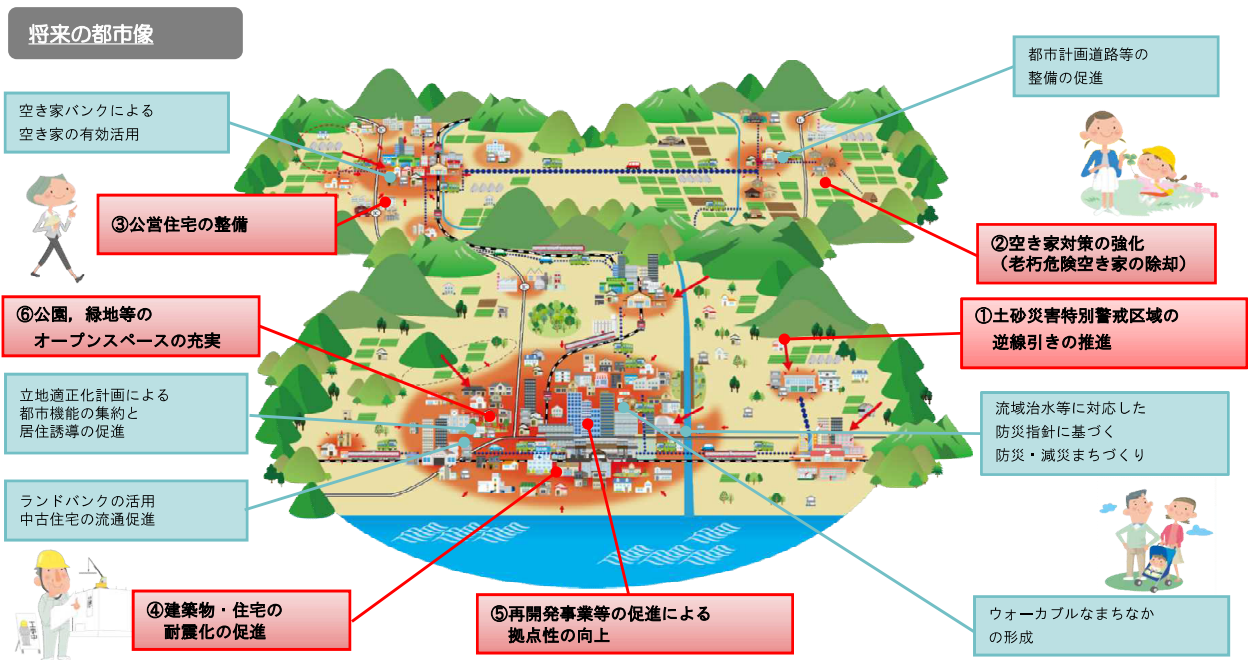 将来の都市像
都市計画道路等の
整備の促進
空き家バンクによる
空き家の有効活用
③公営住宅の整備
②空き家対策の強化
（老朽危険空き家の除却）
⑥公園，緑地等の
オープンスペースの充実
①土砂災害特別警戒区域の
逆線引きの推進
立地適正化計画による
都市機能の集約と
居住誘導の促進
流域治水等に対応した
防災指針に基づく
防災・減災まちづくり
ランドバンクの活用
中古住宅の流通促進
④建築物・住宅の
耐震化の促進
⑤再開発事業等の促進による
拠点性の向上
ウォーカブルなまちなか
の形成